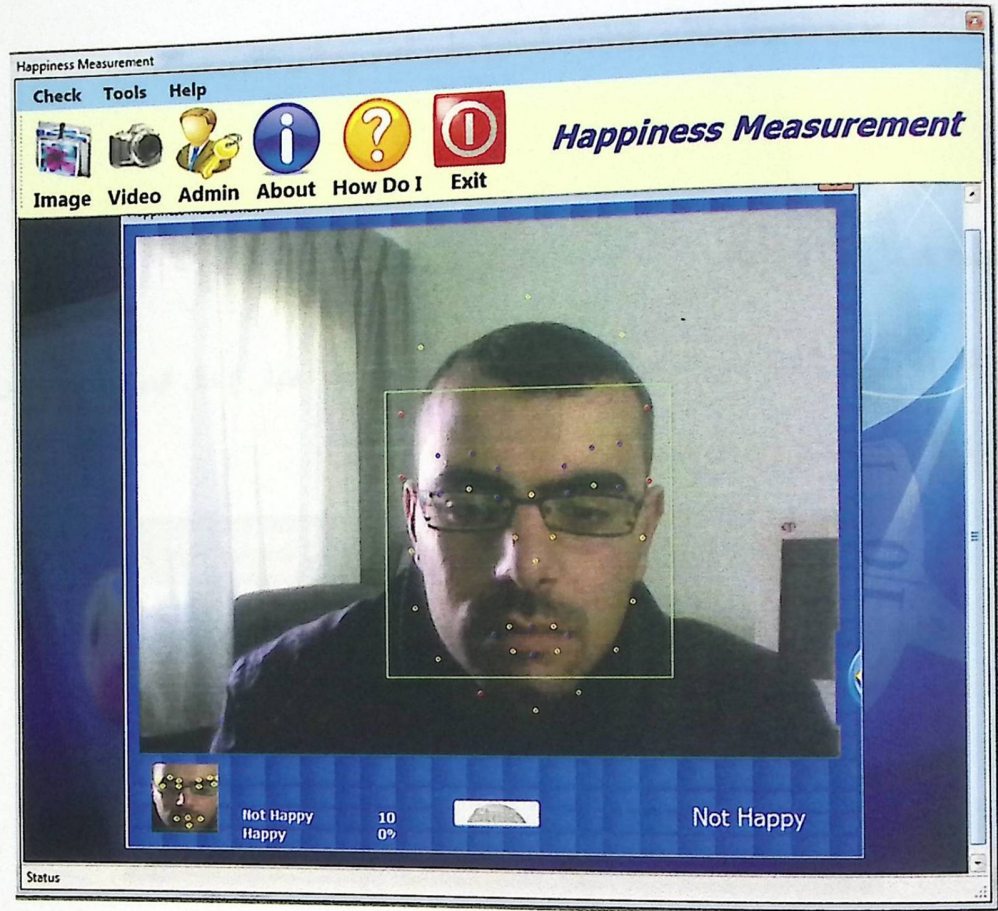 Happiness Measurement
Check Tools Help
Happiness Measurement
Image Video Admin About How Do I Exit
Not Happy 10
Happy 0%
Not Happy
Status